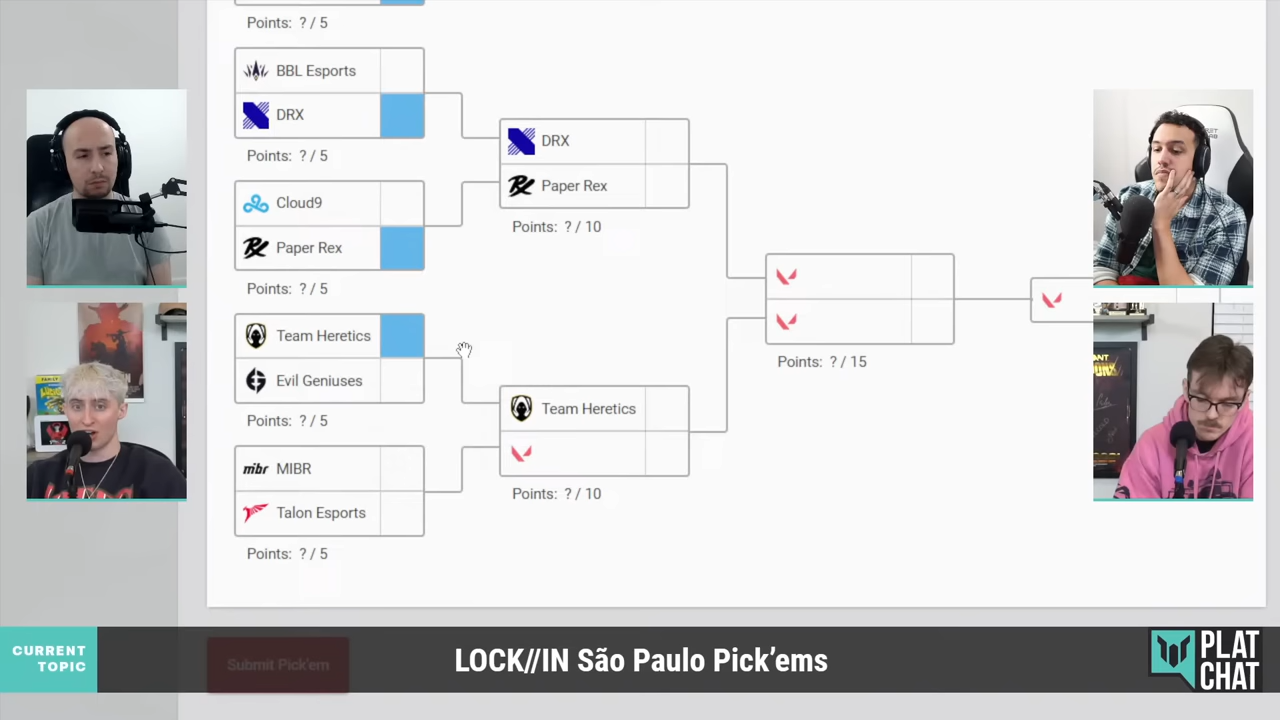 Points: ? / 5
BBL Esports
DRX
Points: ? / 5
Cloud9
Paper Rex
Points: ? / 5
Team Heretics
Evil Geniuses
Points: ? / 5
mibr MIBR
Talon Esports
Points: ? / 5
DRX
Paper Rex
Points: ? / 10
Team Heretics
Points: ? / 10
Points: ? / 15
Submit Pick'em
CURRENT
TOPIC
LOCK//IN São Paulo Pick’ems
PLAT
CHAT